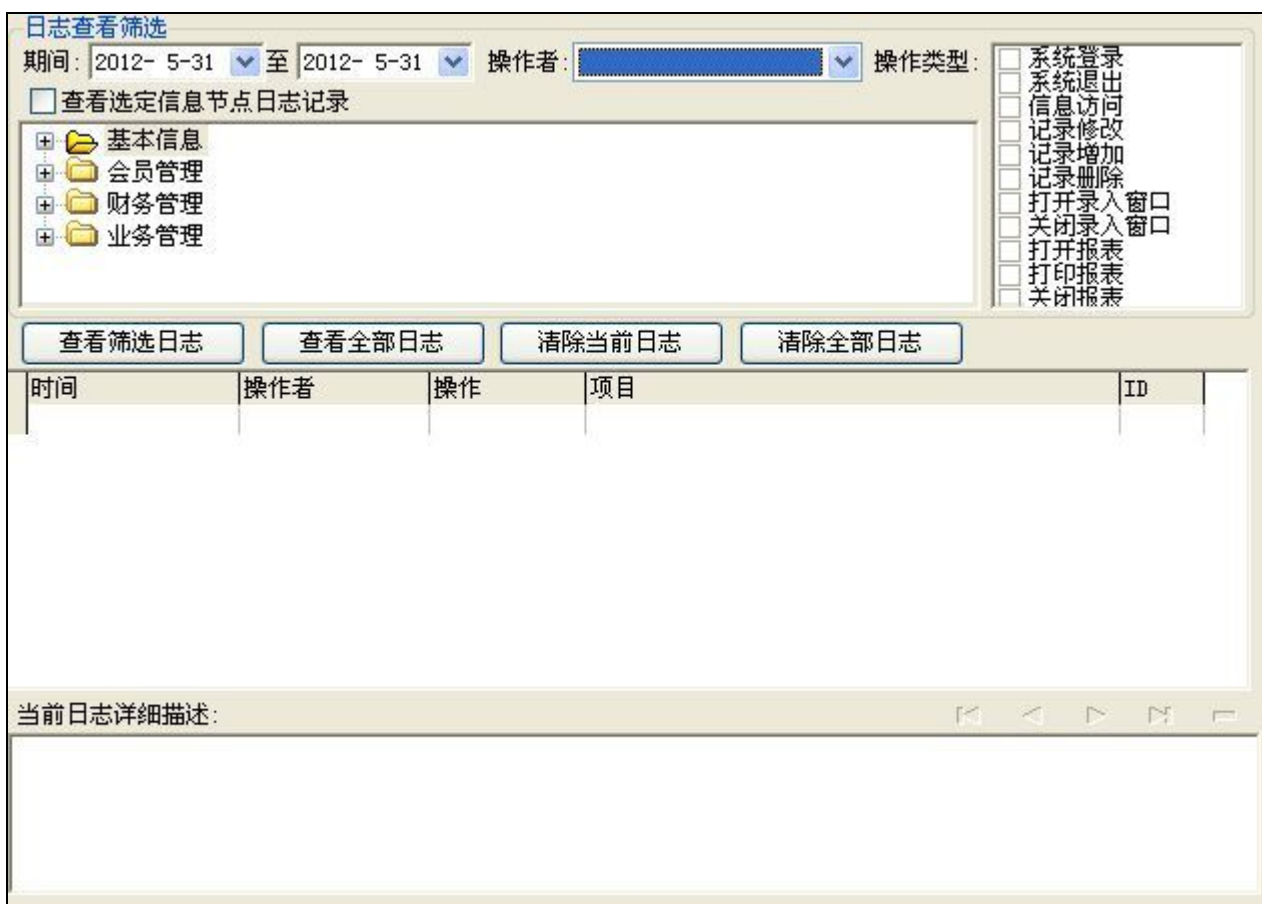 日志查看筛选
期间: 2012- 5-31 至 2012- 5-31 操作者: 操作类型:
系统登录
系统退出
信息访问
记录修改
记录增加
记录删除
打开录入窗口
关闭录入窗口
打开报表
打印报表
关闭报表
查看选定信息节点日志记录
基本信息
会员管理
财务管理
业务管理
查看筛选日志 查看全部日志 清除当前日志 清除全部日志
时间 操作者 操作 项目 ID
当前日志详细描述: